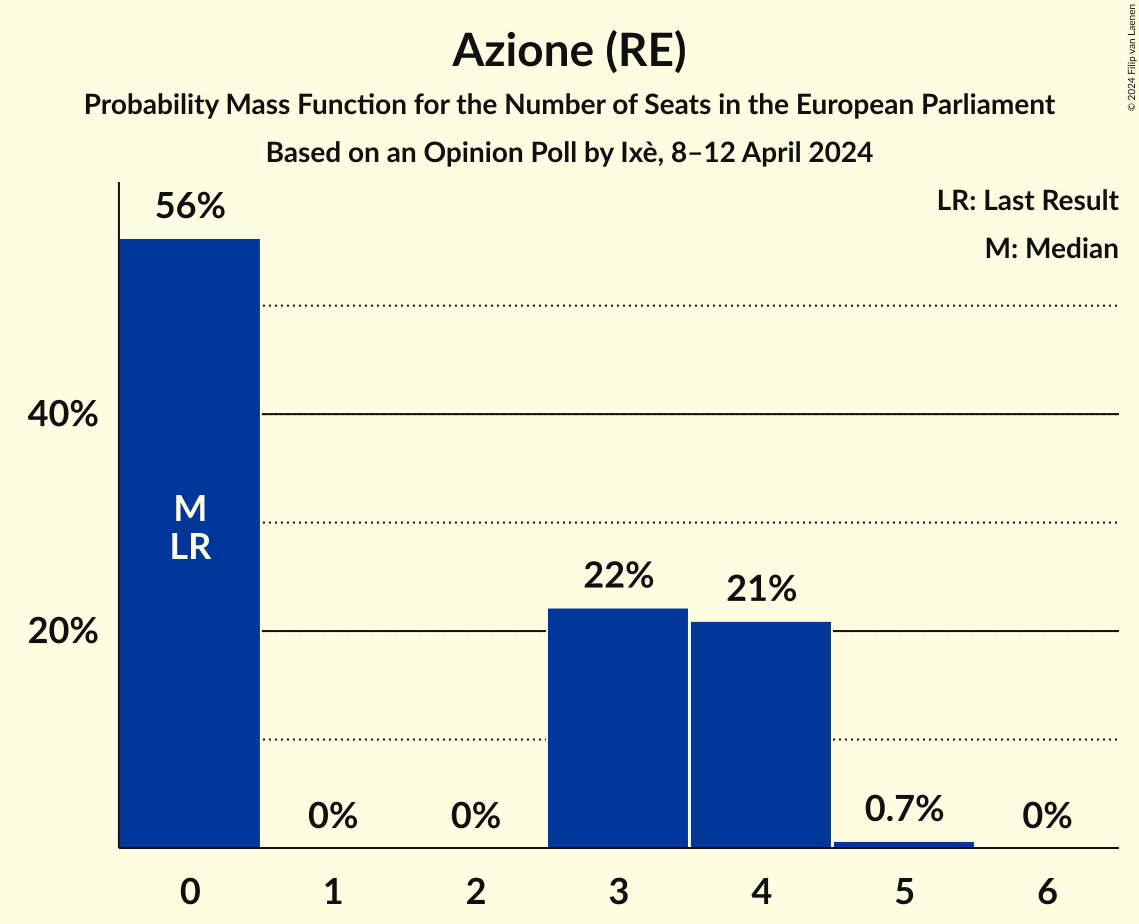 Azione (RE)
Probability Mass Function for the Number of Seats in the European Parliament
Based on an Opinion Poll by Ixè, 8–12 April 2024
© 2024 Filip van Laenen
LR: Last Result
M: Median
56%
40%
M
LR
22%
21%
20%
0%
0%
0.7%
0%
0 1 2 3 4 5 6